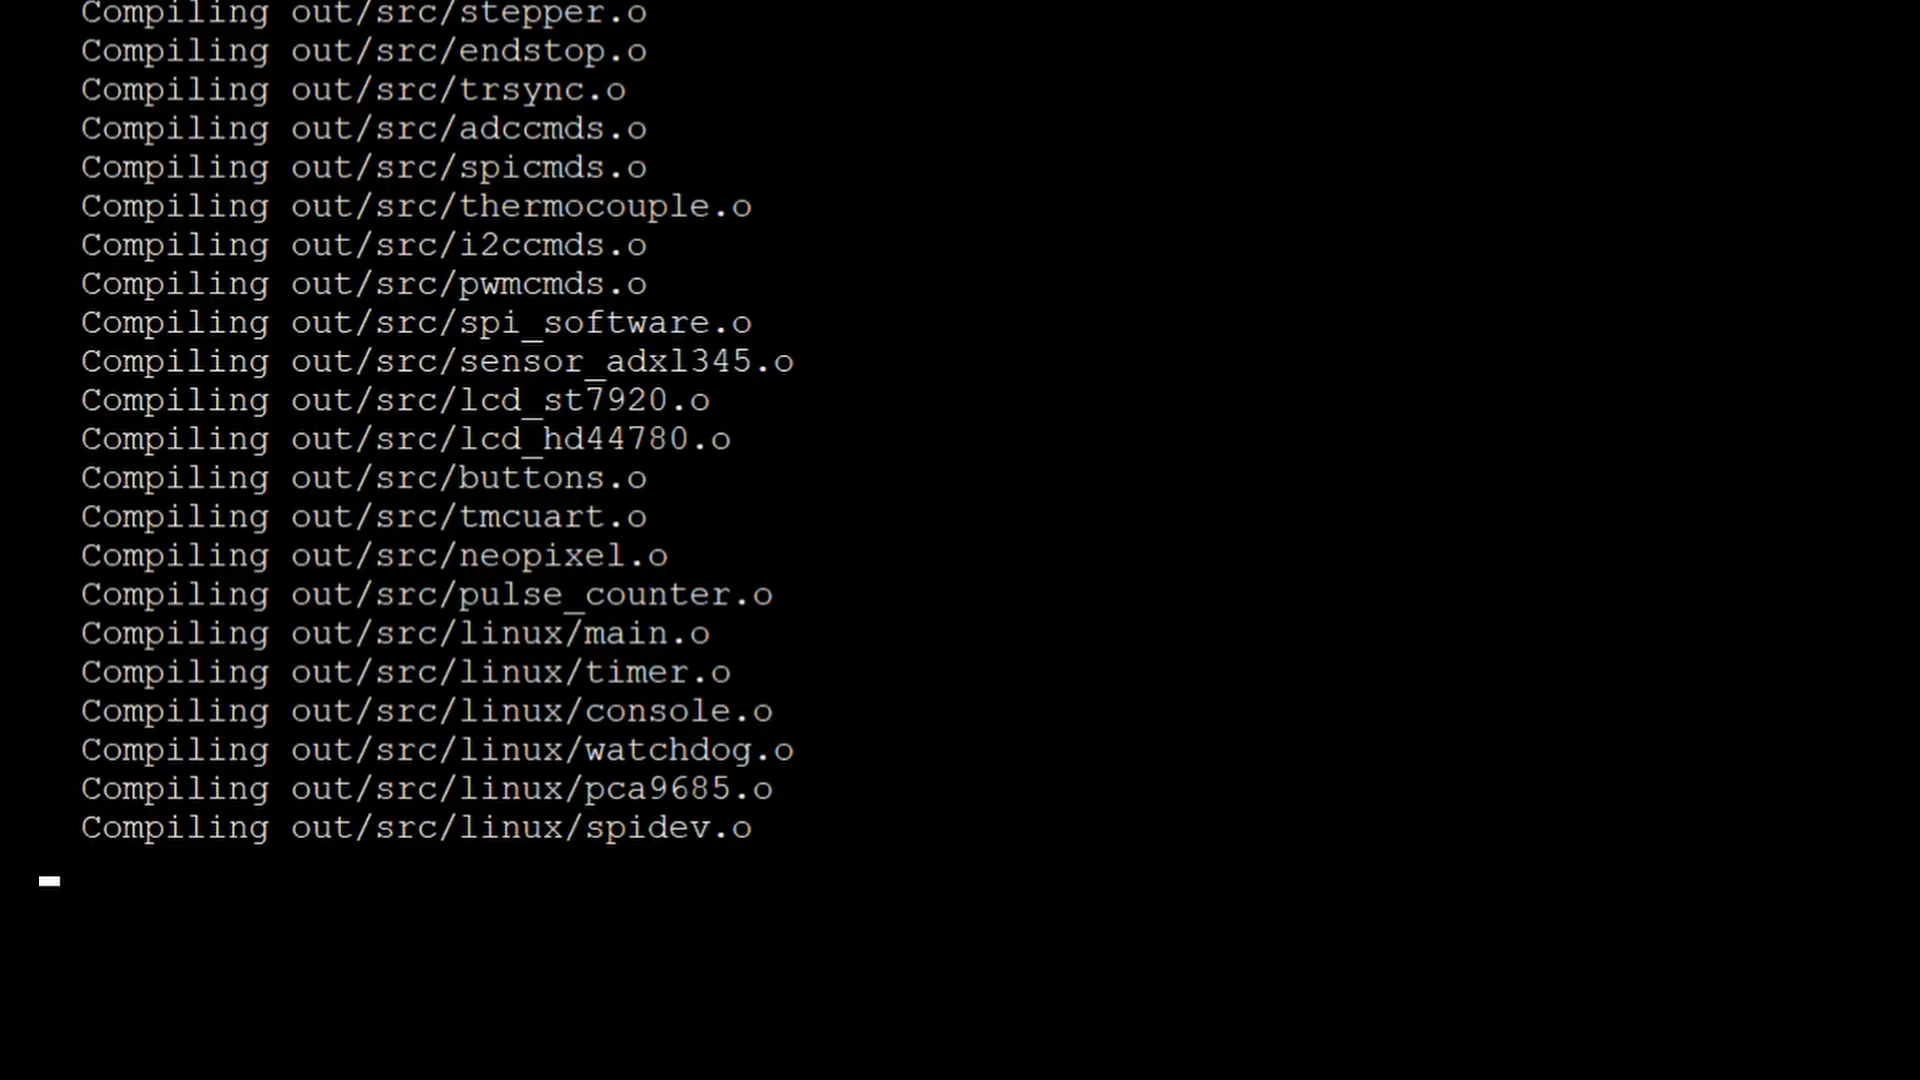 Compiling out/src/stepper.o
Compiling out/src/endstop.o
Compiling out/src/trsync.o
Compiling out/src/adccmds.o
Compiling out/src/spicmds.o
Compiling out/src/thermocouple.o
Compiling out/src/i2ccmds.o
Compiling out/src/pwmcmds.o
Compiling out/src/spi_software.o
Compiling out/src/sensor_adxl345.o
Compiling out/src/lcd_st7920.o
Compiling out/src/lcd_hd44780.o
Compiling out/src/buttons.o
Compiling out/src/tmcuart.o
Compiling out/src/neopixel.o
Compiling out/src/pulse_counter.o
Compiling out/src/linux/main.o
Compiling out/src/linux/timer.o
Compiling out/src/linux/console.o
Compiling out/src/linux/watchdog.o
Compiling out/src/linux/pca9685.o
Compiling out/src/linux/spidev.o